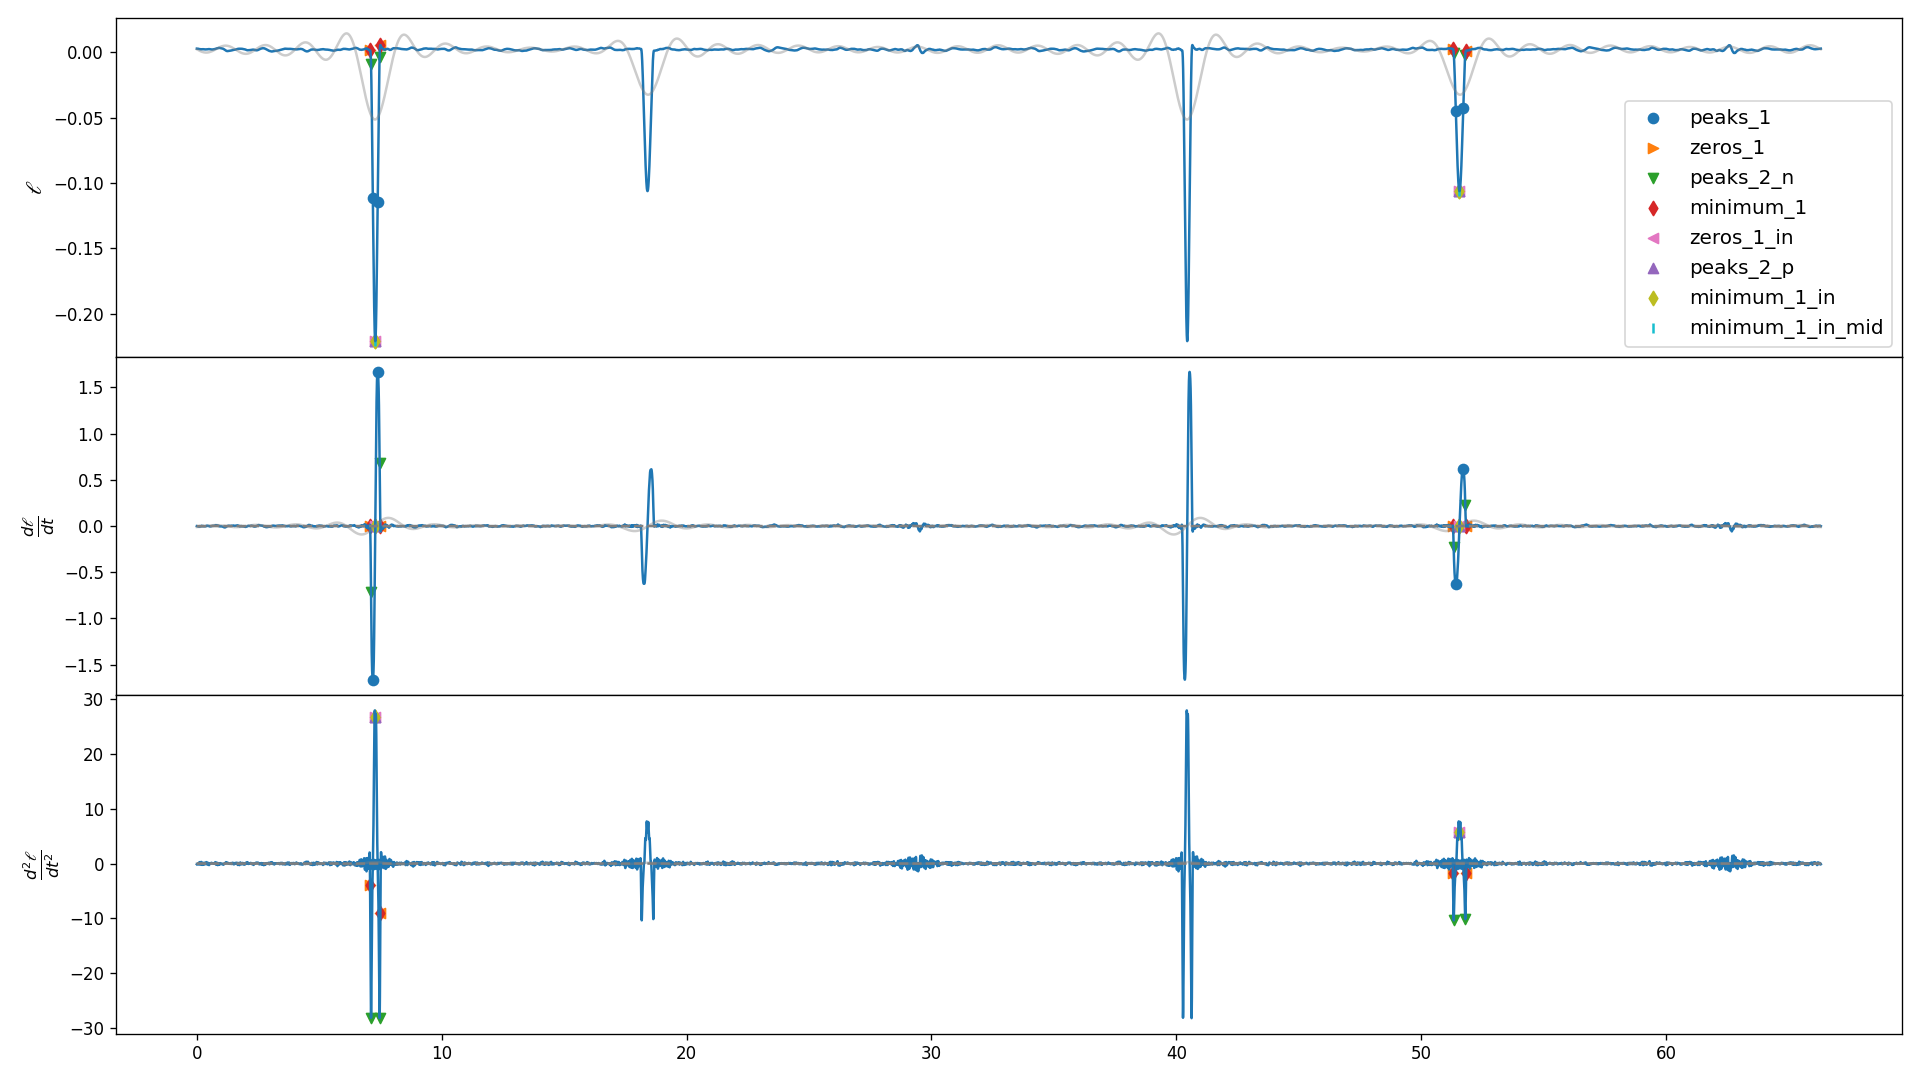 0.00
−0.05
−0.10
−0.15
−0.20
ℓ
peaks_1
zeros_1
peaks_2_n
minimum_1
zeros_1_in
peaks_2_p
minimum_1_in
minimum_1_in_mid
1.5
1.0
0.5
0.0
−0.5
−1.0
−1.5
dℓ
dt
30
20
10
0
−10
−20
−30
d²ℓ
dt²
0 10 20 30 40 50 60